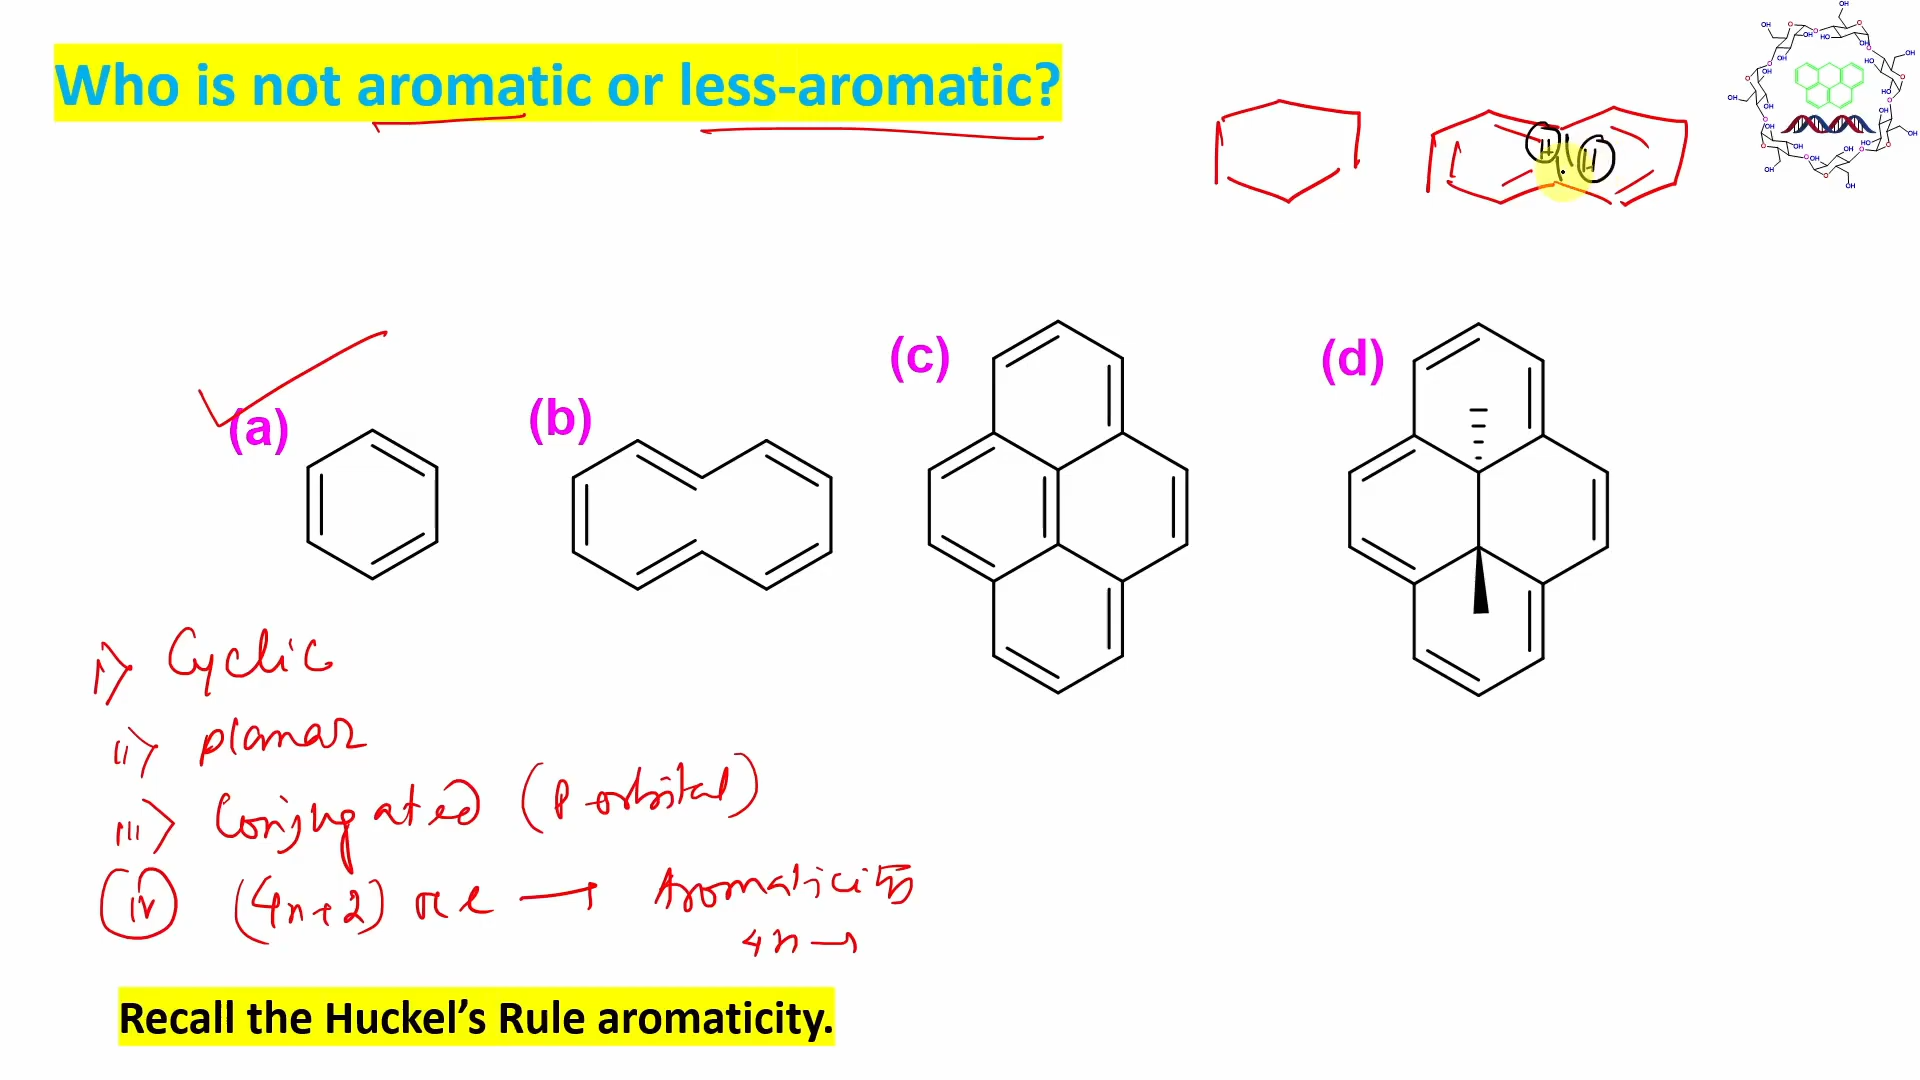 Who is not aromatic or less-aromatic?
H H
(a) (b) (c) (d)
i) Cyclic
ii) planar
iii) Conjugated (P orbital)
iv (4n+2) πe → Aromaticity
4n →
Recall the Huckel’s Rule aromaticity.